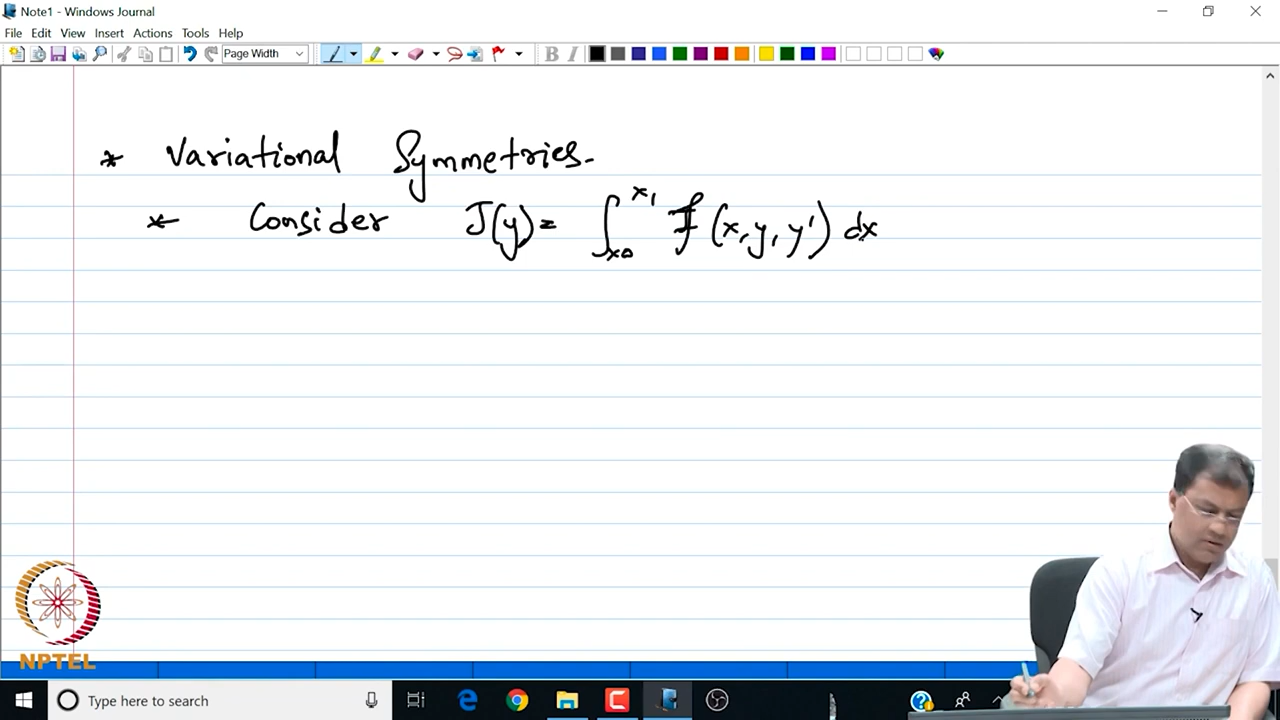 Note1 - Windows Journal
File Edit View Insert Actions Tools Help
Page Width B I
* Variational Symmetries.
* Consider J(y) = ∫_{x0}^{x1} f (x, y, y') dx
NPTEL
Type here to search